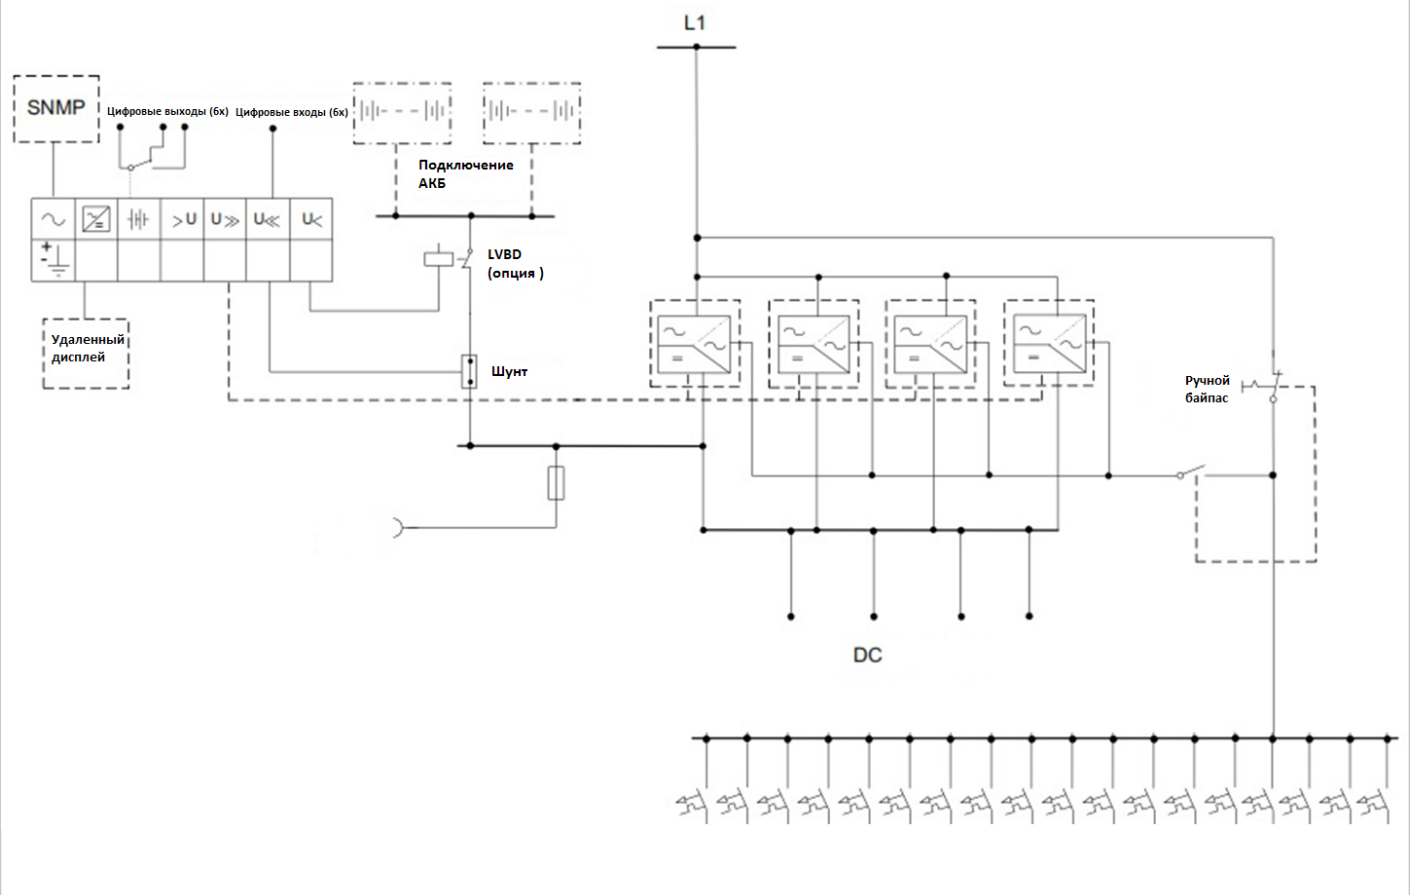 L1
SNMP
Цифровые выходы (6х) Цифровые входы (6х)
Подключение
АКБ
>U U>> U<< U<
+
-
LVBD
(опция )
Удаленный
дисплей
Шунт
Ручной
байпас
DC